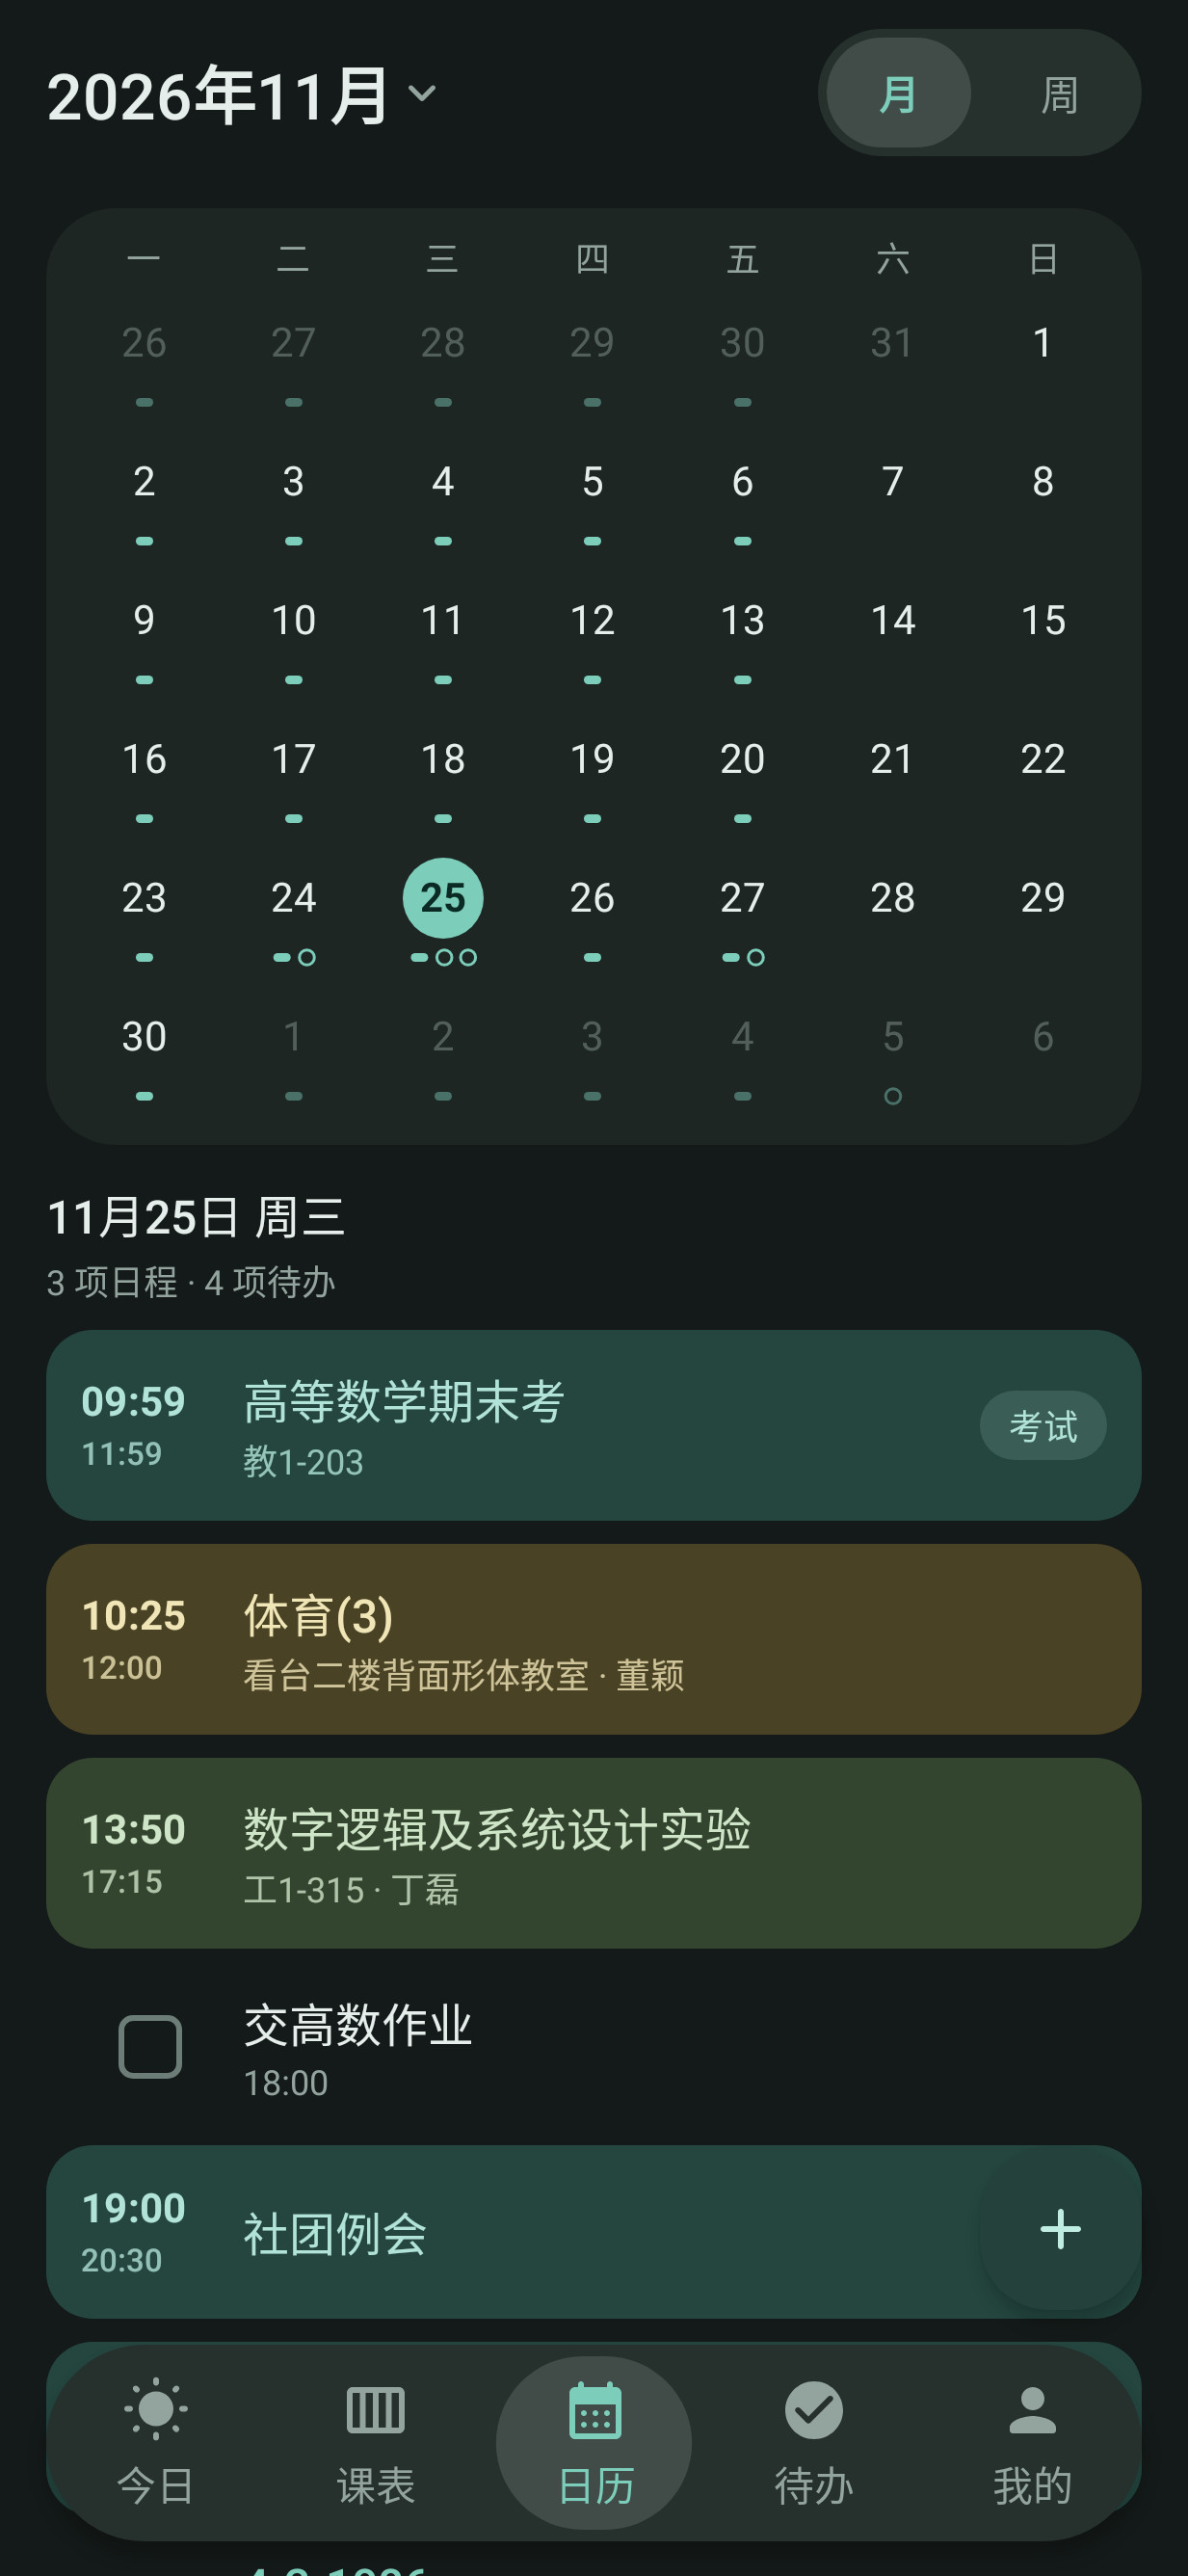 2026年11月
月 周
一 二 三 四 五 六 日
26 27 28 29 30 31 1
2 3 4 5 6 7 8
9 10 11 12 13 14 15
16 17 18 19 20 21 22
23 24 25 26 27 28 29
30 1 2 3 4 5 6
11月25日 周三
3 项日程 · 4 项待办
09:59 高等数学期末考
11:59 教1-203
考试
10:25 体育(3)
12:00 看台二楼背面形体教室 · 董颖
13:50 数字逻辑及系统设计实验
17:15 工1-315 · 丁磊
交高数作业
18:00
19:00 社团例会
20:30
今日 课表 日历 待办 我的